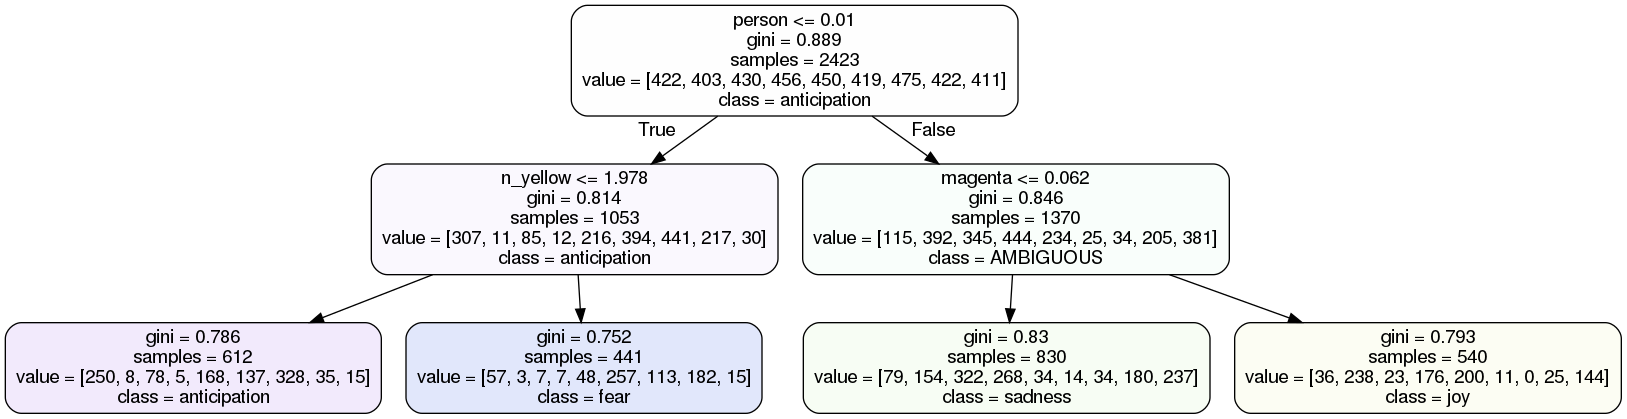 person <= 0.01
gini = 0.889
samples = 2423
value = [422, 403, 430, 456, 450, 419, 475, 422, 411]
class = anticipation
True
False
n_yellow <= 1.978
gini = 0.814
samples = 1053
value = [307, 11, 85, 12, 216, 394, 441, 217, 30]
class = anticipation
magenta <= 0.062
gini = 0.846
samples = 1370
value = [115, 392, 345, 444, 234, 25, 34, 205, 381]
class = AMBIGUOUS
gini = 0.786
samples = 612
value = [250, 8, 78, 5, 168, 137, 328, 35, 15]
class = anticipation
gini = 0.752
samples = 441
value = [57, 3, 7, 7, 48, 257, 113, 182, 15]
class = fear
gini = 0.83
samples = 830
value = [79, 154, 322, 268, 34, 14, 34, 180, 237]
class = sadness
gini = 0.793
samples = 540
value = [36, 238, 23, 176, 200, 11, 0, 25, 144]
class = joy